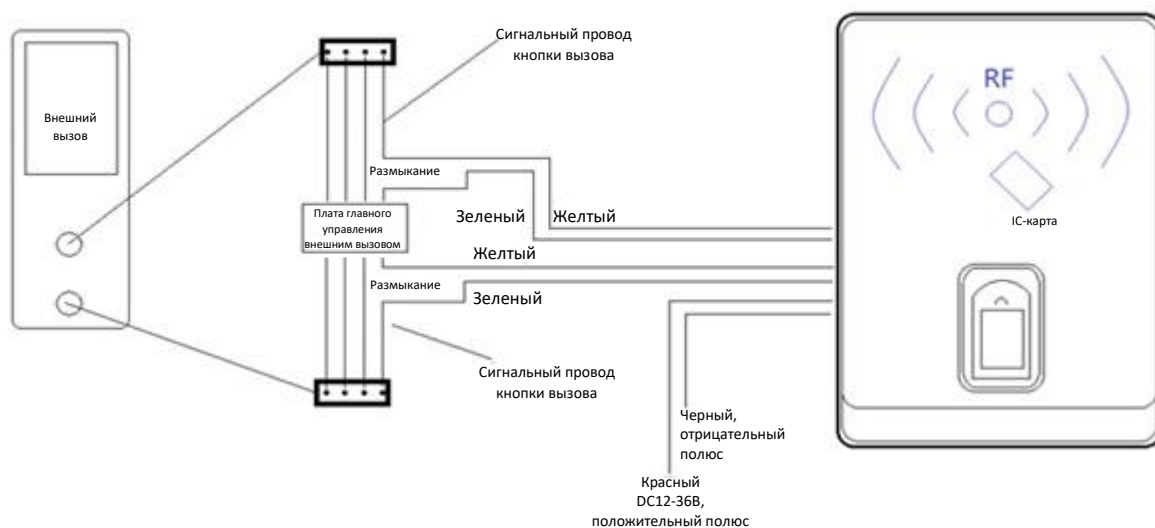 Сигнальный провод
кнопки вызова
Внешний
вызов
RF
Размыкание
IC-карта
Плата главного
управления
внешним вызовом
Зеленый
Желтый
Желтый
Размыкание
Зеленый
Сигнальный провод
кнопки вызова
Черный,
отрицательный
полюс
Красный
DC12-36В,
положительный полюс